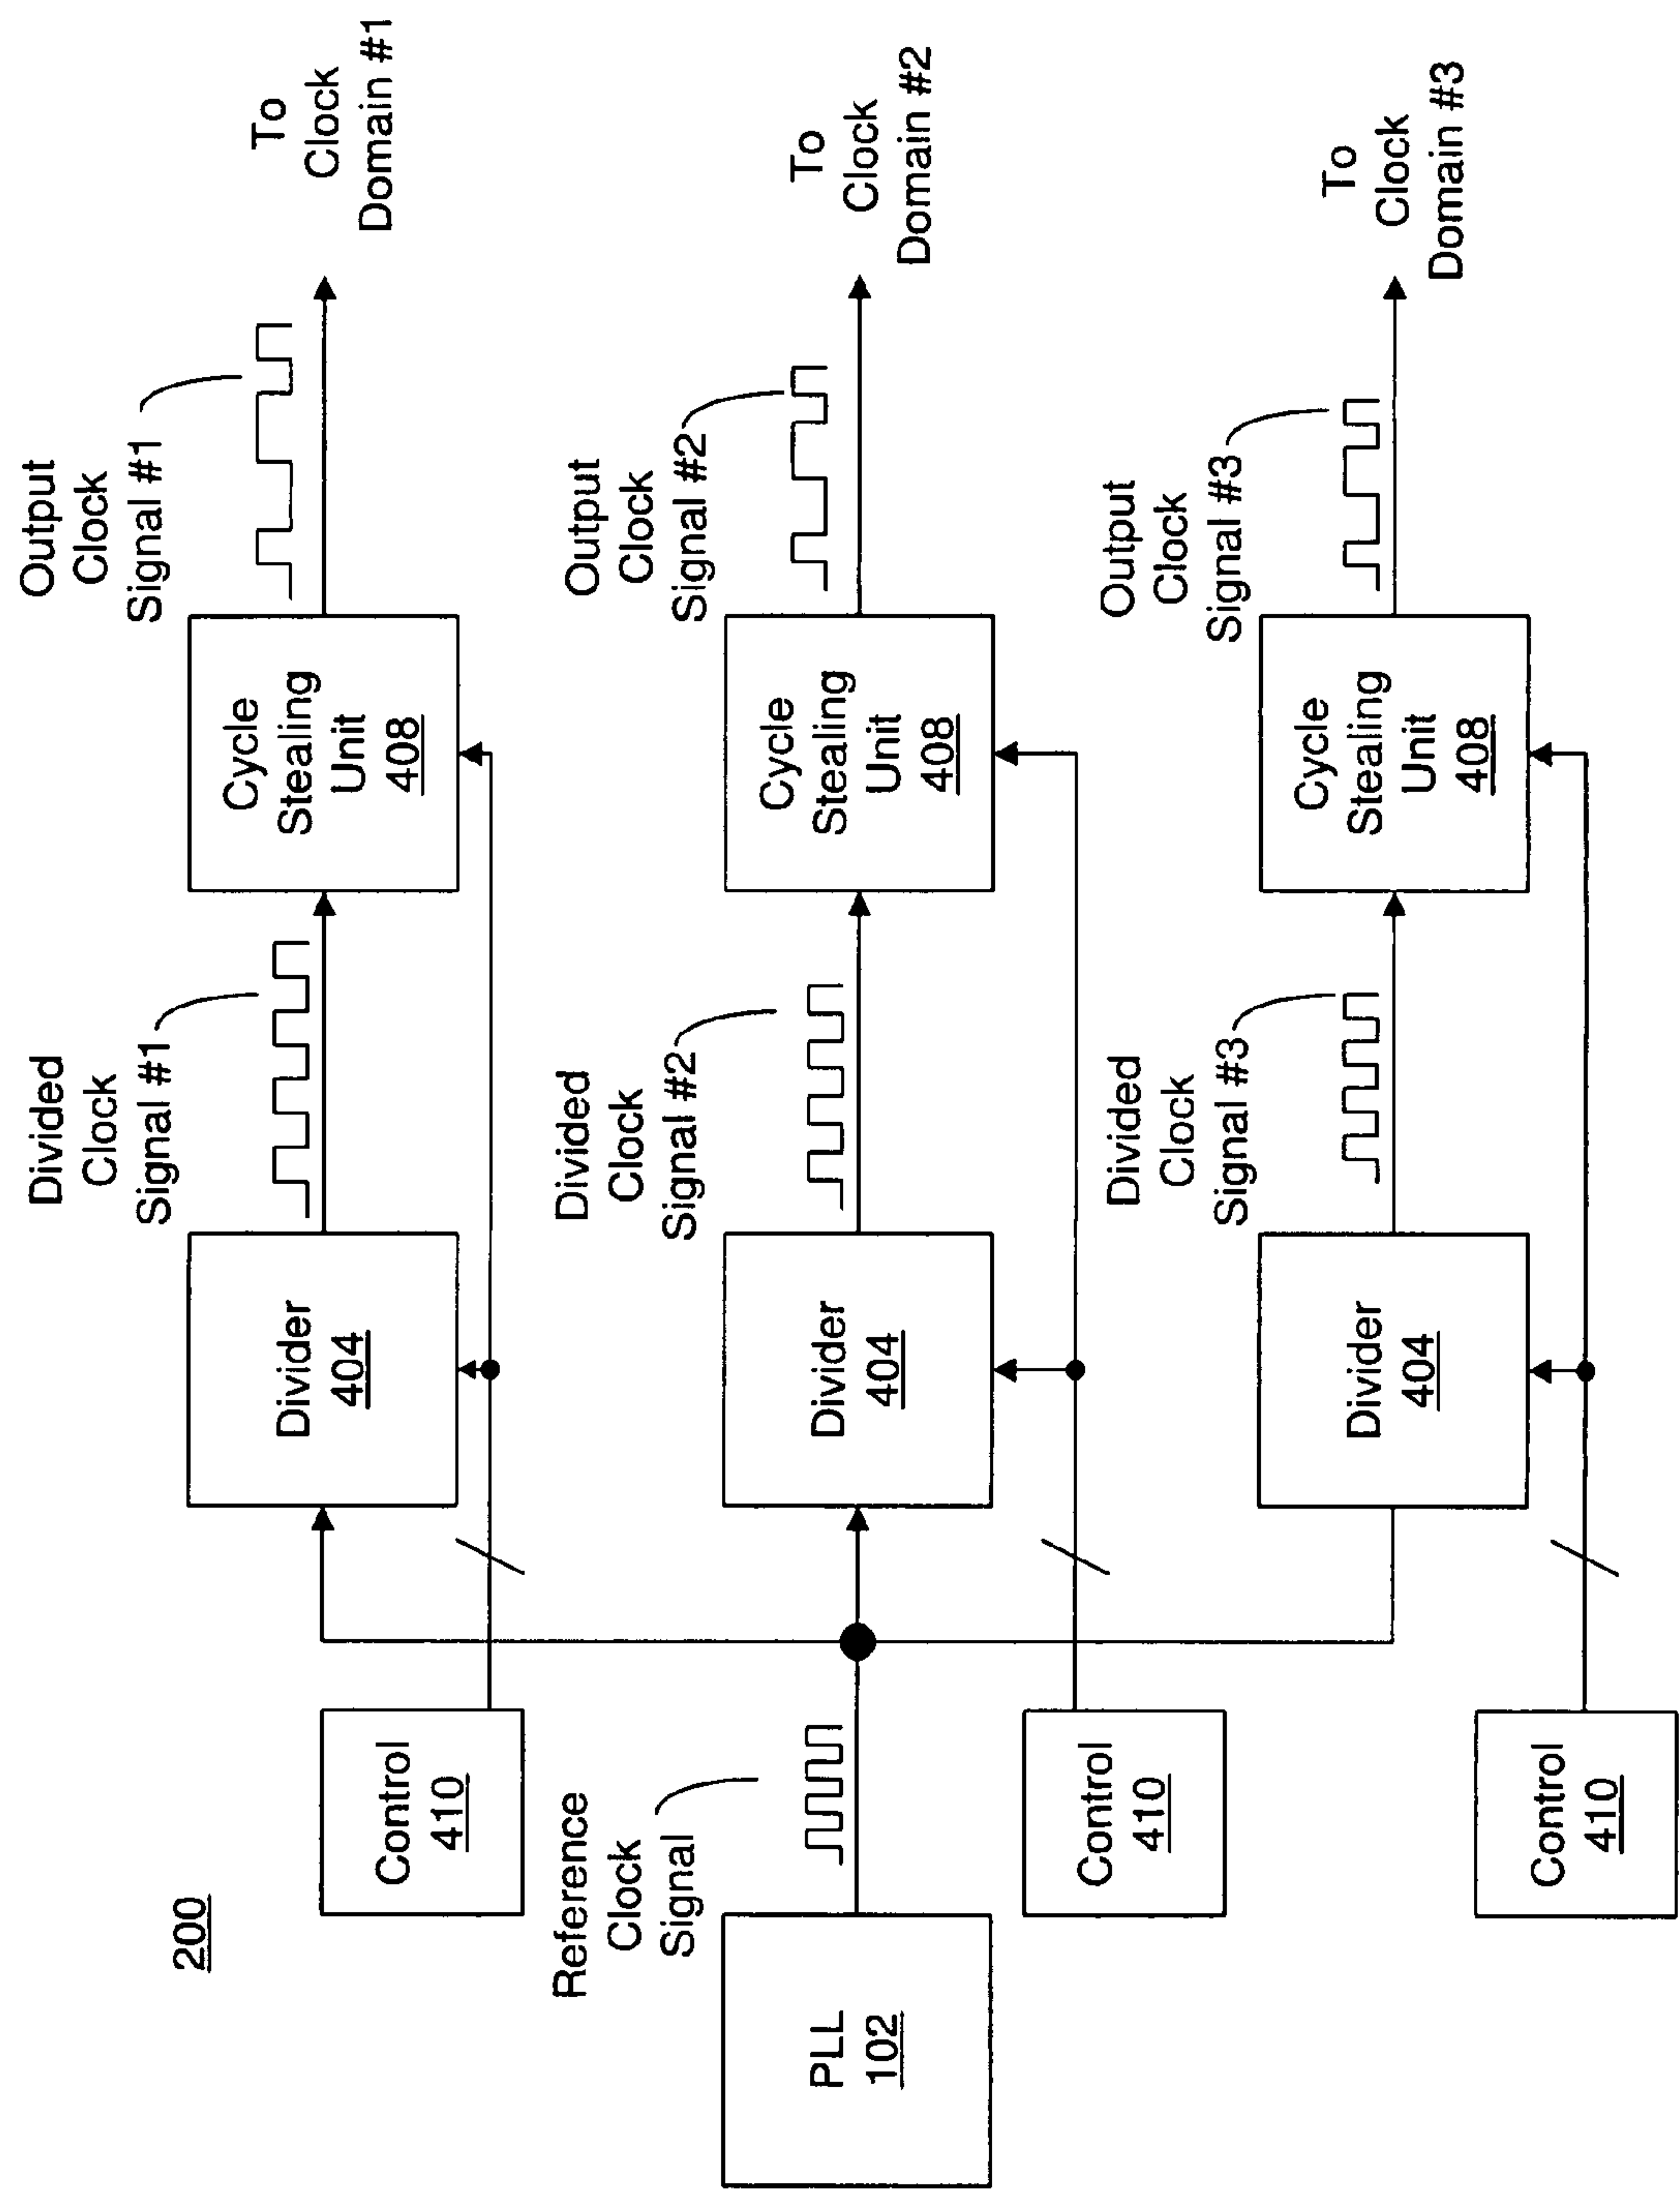 200
Control
410
Divider
404
Divided
Clock
Signal #1
Cycle
Stealing
Unit
408
Output
Clock
Signal #1
To
Clock
Domain #1
PLL
102
Reference
Clock
Signal
Divider
404
Divided
Clock
Signal #2
Cycle
Stealing
Unit
408
Output
Clock
Signal #2
To
Clock
Domain #2
Control
410
Divider
404
Divided
Clock
Signal #3
Cycle
Stealing
Unit
408
Output
Clock
Signal #3
To
Clock
Domain #3
Control
410